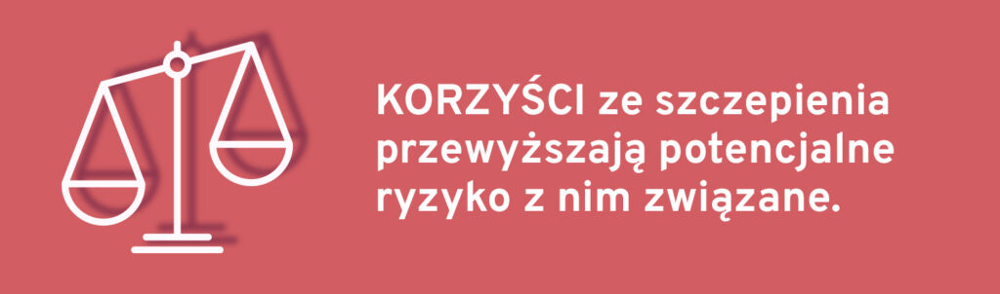 KORZYŚCI ze szczepienia
przewyższają potencjalne
ryzyko z nim związane.